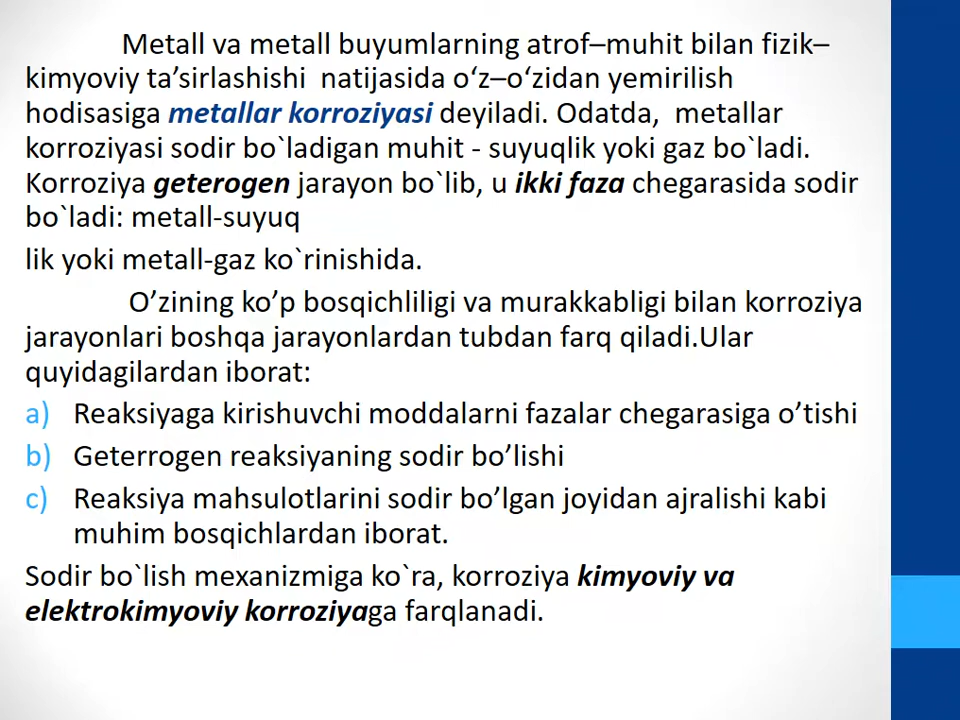 Metall va metall buyumlarning atrof–muhit bilan fizik–
kimyoviy ta’sirlashishi natijasida o‘z–o‘zidan yemirilish
hodisasiga metallar korroziyasi deyiladi. Odatda, metallar
korroziyasi sodir bo`ladigan muhit - suyuqlik yoki gaz bo`ladi.
Korroziya geterogen jarayon bo`lib, u ikki faza chegarasida sodir
bo`ladi: metall-suyuq
lik yoki metall-gaz ko`rinishida.
O’zining ko’p bosqichliligi va murakkabligi bilan korroziya
jarayonlari boshqa jarayonlardan tubdan farq qiladi.Ular
quyidagilardan iborat:
a) Reaksiyaga kirishuvchi moddalarni fazalar chegarasiga o’tishi
b) Geterrogen reaksiyaning sodir bo’lishi
c) Reaksiya mahsulotlarini sodir bo’lgan joyidan ajralishi kabi
muhim bosqichlardan iborat.
Sodir bo`lish mexanizmiga ko`ra, korroziya kimyoviy va
elektrokimyoviy korroziyaga farqlanadi.